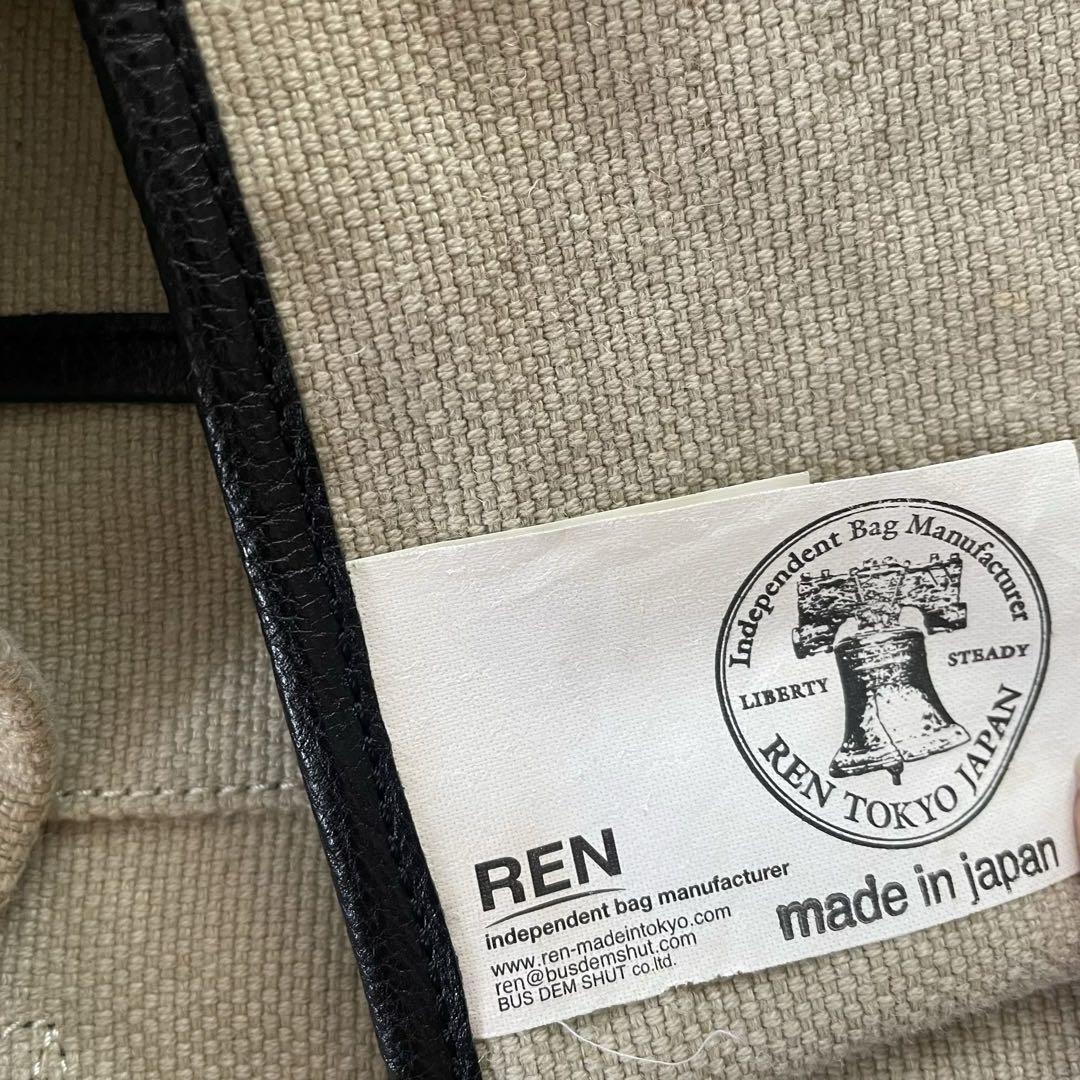 Independent Bag Manufacturer
LIBERTY
STEADY
REN TOKYO JAPAN
REN
independent bag manufacturer
www.ren-madeintokyo.com
ren@busdemshut.com
BUS DEM SHUT co.ltd.
made in japan